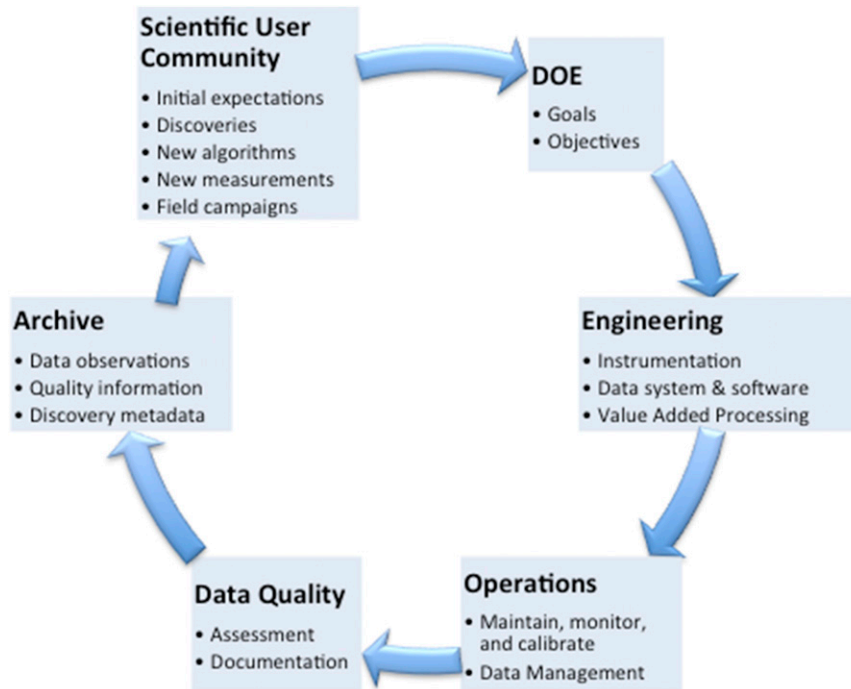 Scientific User
Community
• Initial expectations
• Discoveries
• New algorithms
• New measurements
• Field campaigns
DOE
• Goals
• Objectives
Engineering
• Instrumentation
• Data system & software
• Value Added Processing
Operations
• Maintain, monitor,
and calibrate
• Data Management
Data Quality
• Assessment
• Documentation
Archive
• Data observations
• Quality information
• Discovery metadata